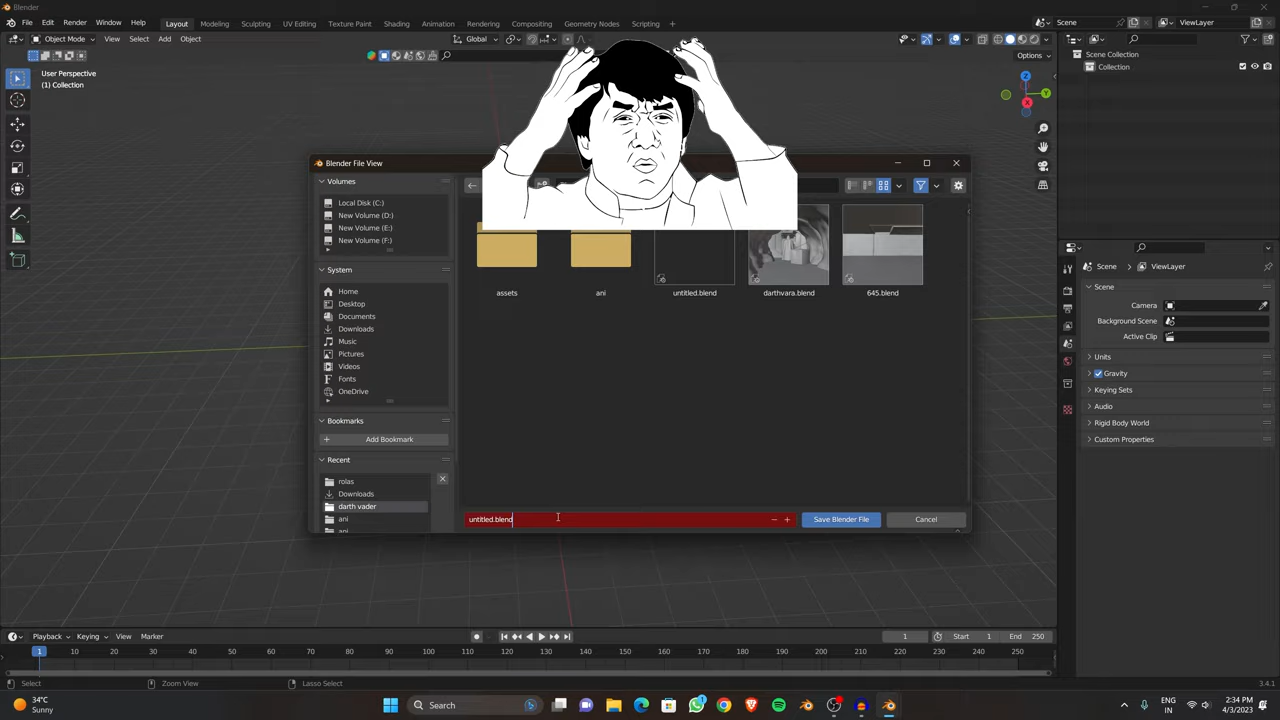 Blender
File Edit Render Window Help Layout Modeling Sculpting UV Editing Texture Paint Shading Animation Rendering Compositing Geometry Nodes Scripting + Scene ViewLayer
Object Mode View Select Add Object Global
Options
User Perspective
(1) Collection
Scene Collection
Collection
X
Y
Z
Blender File View
Volumes
Local Disk (C:)
New Volume (D:)
New Volume (E:)
New Volume (F:)
System
Home
Desktop
Documents
Downloads
Music
Pictures
Videos
Fonts
OneDrive
Bookmarks
+ Add Bookmark
Recent
rolas
Downloads
darth vader
ani
assets
ani
untitled.blend
darthvara.blend
645.blend
untitled.blend
Save Blender File
Cancel
Scene > ViewLayer
Scene
Camera
Background Scene
Active Clip
Units
Gravity
Keying Sets
Audio
Rigid Body World
Custom Properties
Playback Keying View Marker
1 Start 1 End 250
1 10 20 30 40 50 60 70 80 90 100 110 120 130 140 150 160 170 180 190 200 210 220 230 240 250
Select Zoom View Lasso Select 3.4.1
34°C
Sunny
Search
1
ENG
IN
2:34 PM
4/3/2023